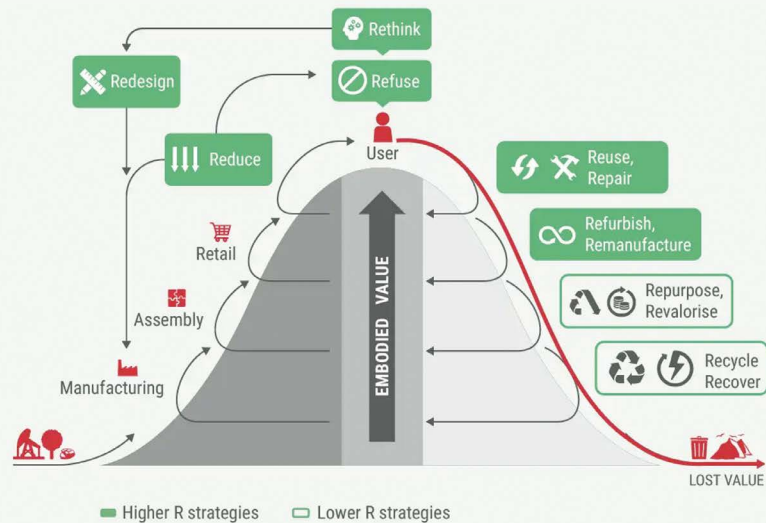 Rethink
Redesign
Refuse
Reduce
User
Reuse,
Repair
Refurbish,
Remanufacture
Retail
Repurpose,
Revalorise
Assembly
EMBODIED VALUE
Recycle
Recover
Manufacturing
LOST VALUE
Higher R strategies
Lower R strategies